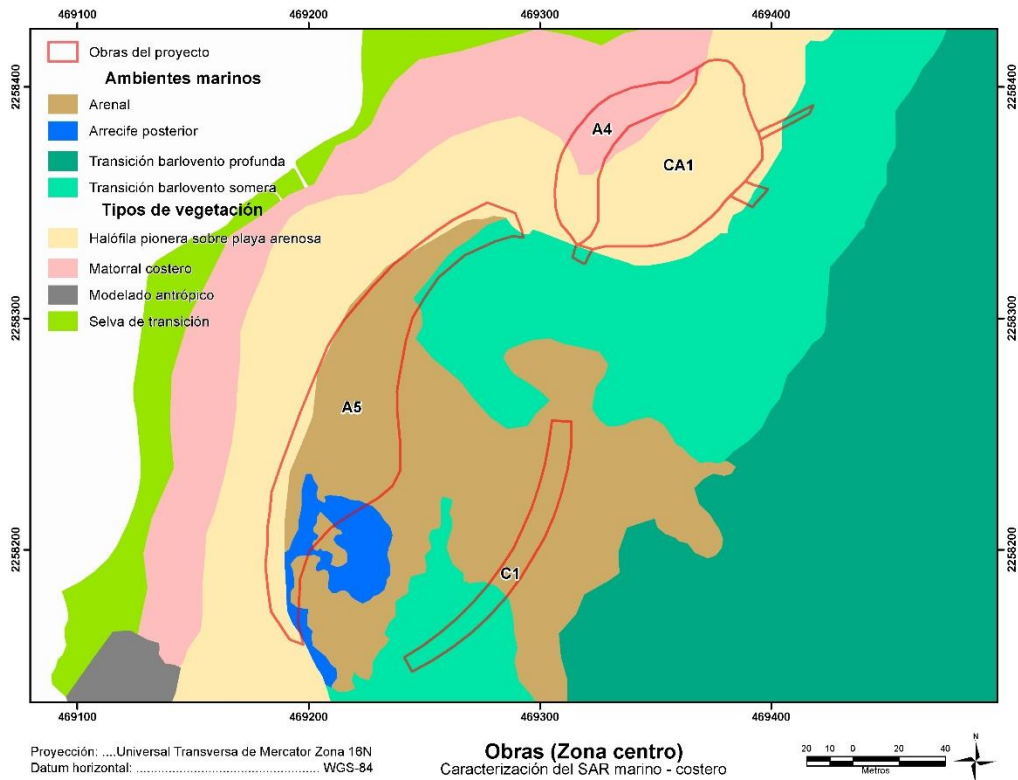 469100 469200 469300 469400
2258400 2258400
2258300 2258300
2258200 2258200
Obras del proyecto
Ambientes marinos
Arenal
Arrecife posterior
Transición barlovento profunda
Transición barlovento somera
Tipos de vegetación
Halófila pionera sobre playa arenosa
Matorral costero
Modelado antrópico
Selva de transición
A4
CA1
A5
C1
469100 469200 469300 469400
Proyección: ....Universal Transversa de Mercator Zona 16N
Datum horizontal: ........................................ WGS-84
Obras (Zona centro)
Caracterización del SAR marino - costero
20 10 0 20 40
Metros
N